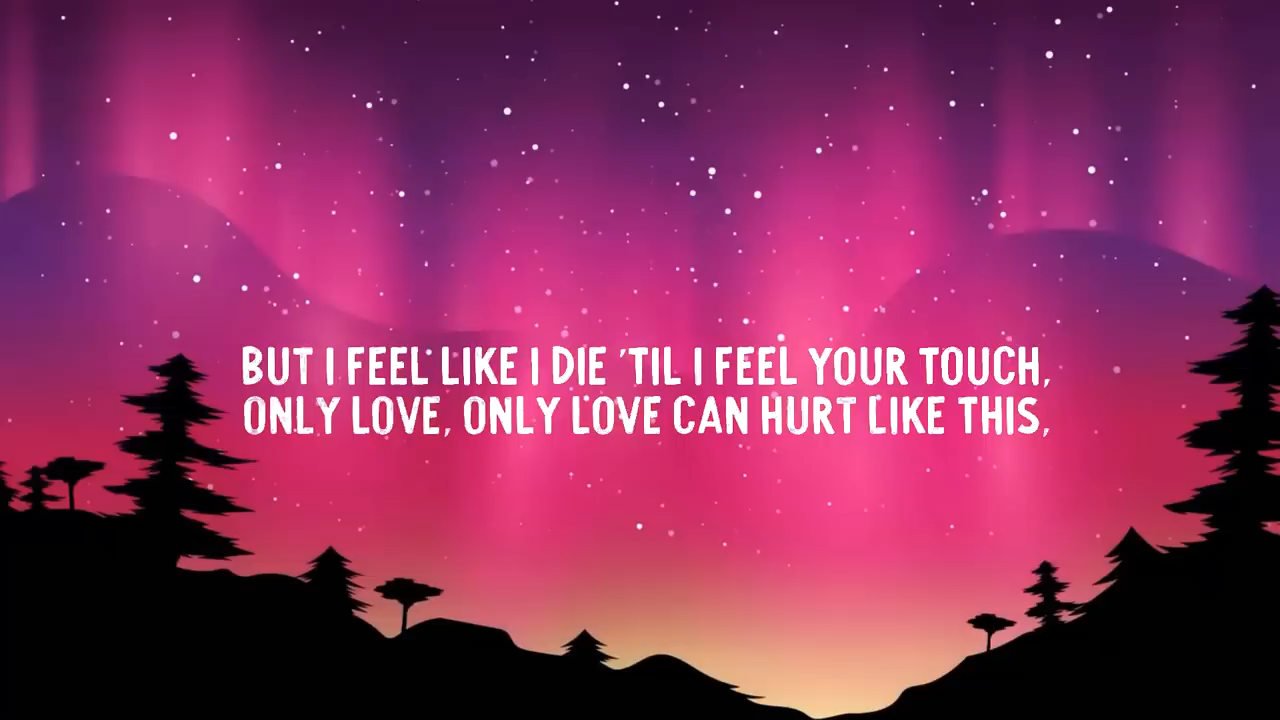 BUT I FEEL LIKE I DIE 'TIL I FEEL YOUR TOUCH,
ONLY LOVE, ONLY LOVE CAN HURT LIKE THIS,